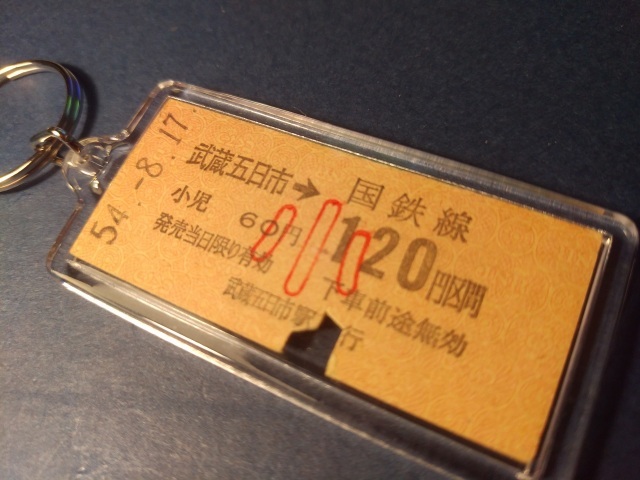 54.-8.17.
武蔵五日市→国鉄線
小児 60円 120円区間
発売当日限り有効 下車前途無効
武蔵五日市駅 行
小